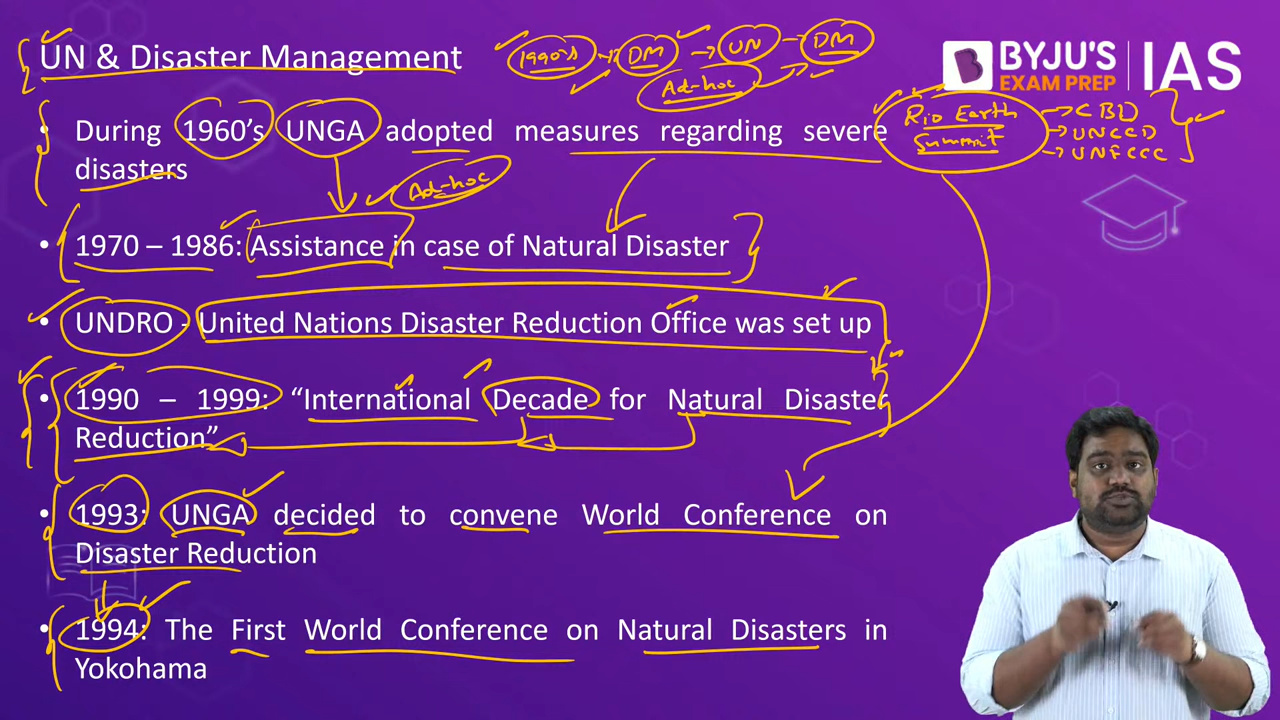 UN & Disaster Management
1990's → DM → UN → DM
Ad-hoc
BYJU'S
EXAM PREP
IAS
Rio Earth
Summit
→ CBD
→ UNCCD
→ UNFCCC
• During 1960's UNGA adopted measures regarding severe
disasters
Ad-hoc
• 1970 – 1986: Assistance in case of Natural Disaster
• UNDRO - United Nations Disaster Reduction Office was set up
• 1990 – 1999: “International Decade for Natural Disaster
Reduction”
• 1993: UNGA decided to convene World Conference on
Disaster Reduction
• 1994: The First World Conference on Natural Disasters in
Yokohama